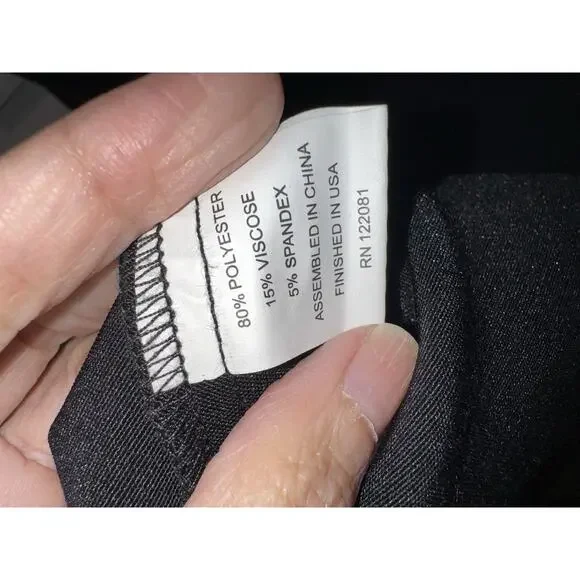 80% POLYESTER
15% VISCOSE
5% SPANDEX
ASSEMBLED IN CHINA
FINISHED IN USA
RN 122081